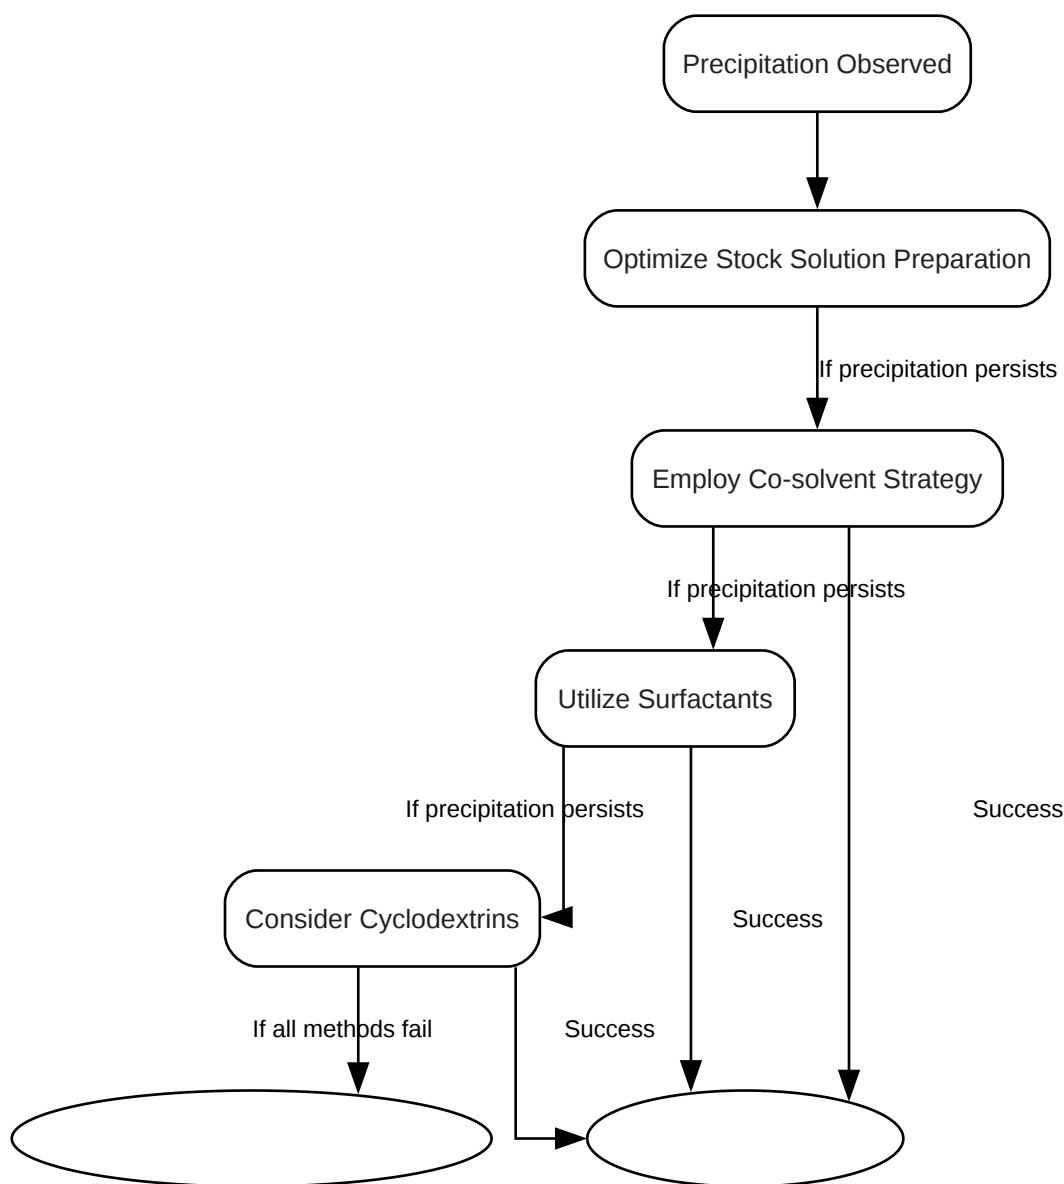 Precipitation Observed
Optimize Stock Solution Preparation
If precipitation persists
Employ Co-solvent Strategy
If precipitation persists
Utilize Surfactants
If precipitation persists
Success
Consider Cyclodextrins
Success
If all methods fail
Success